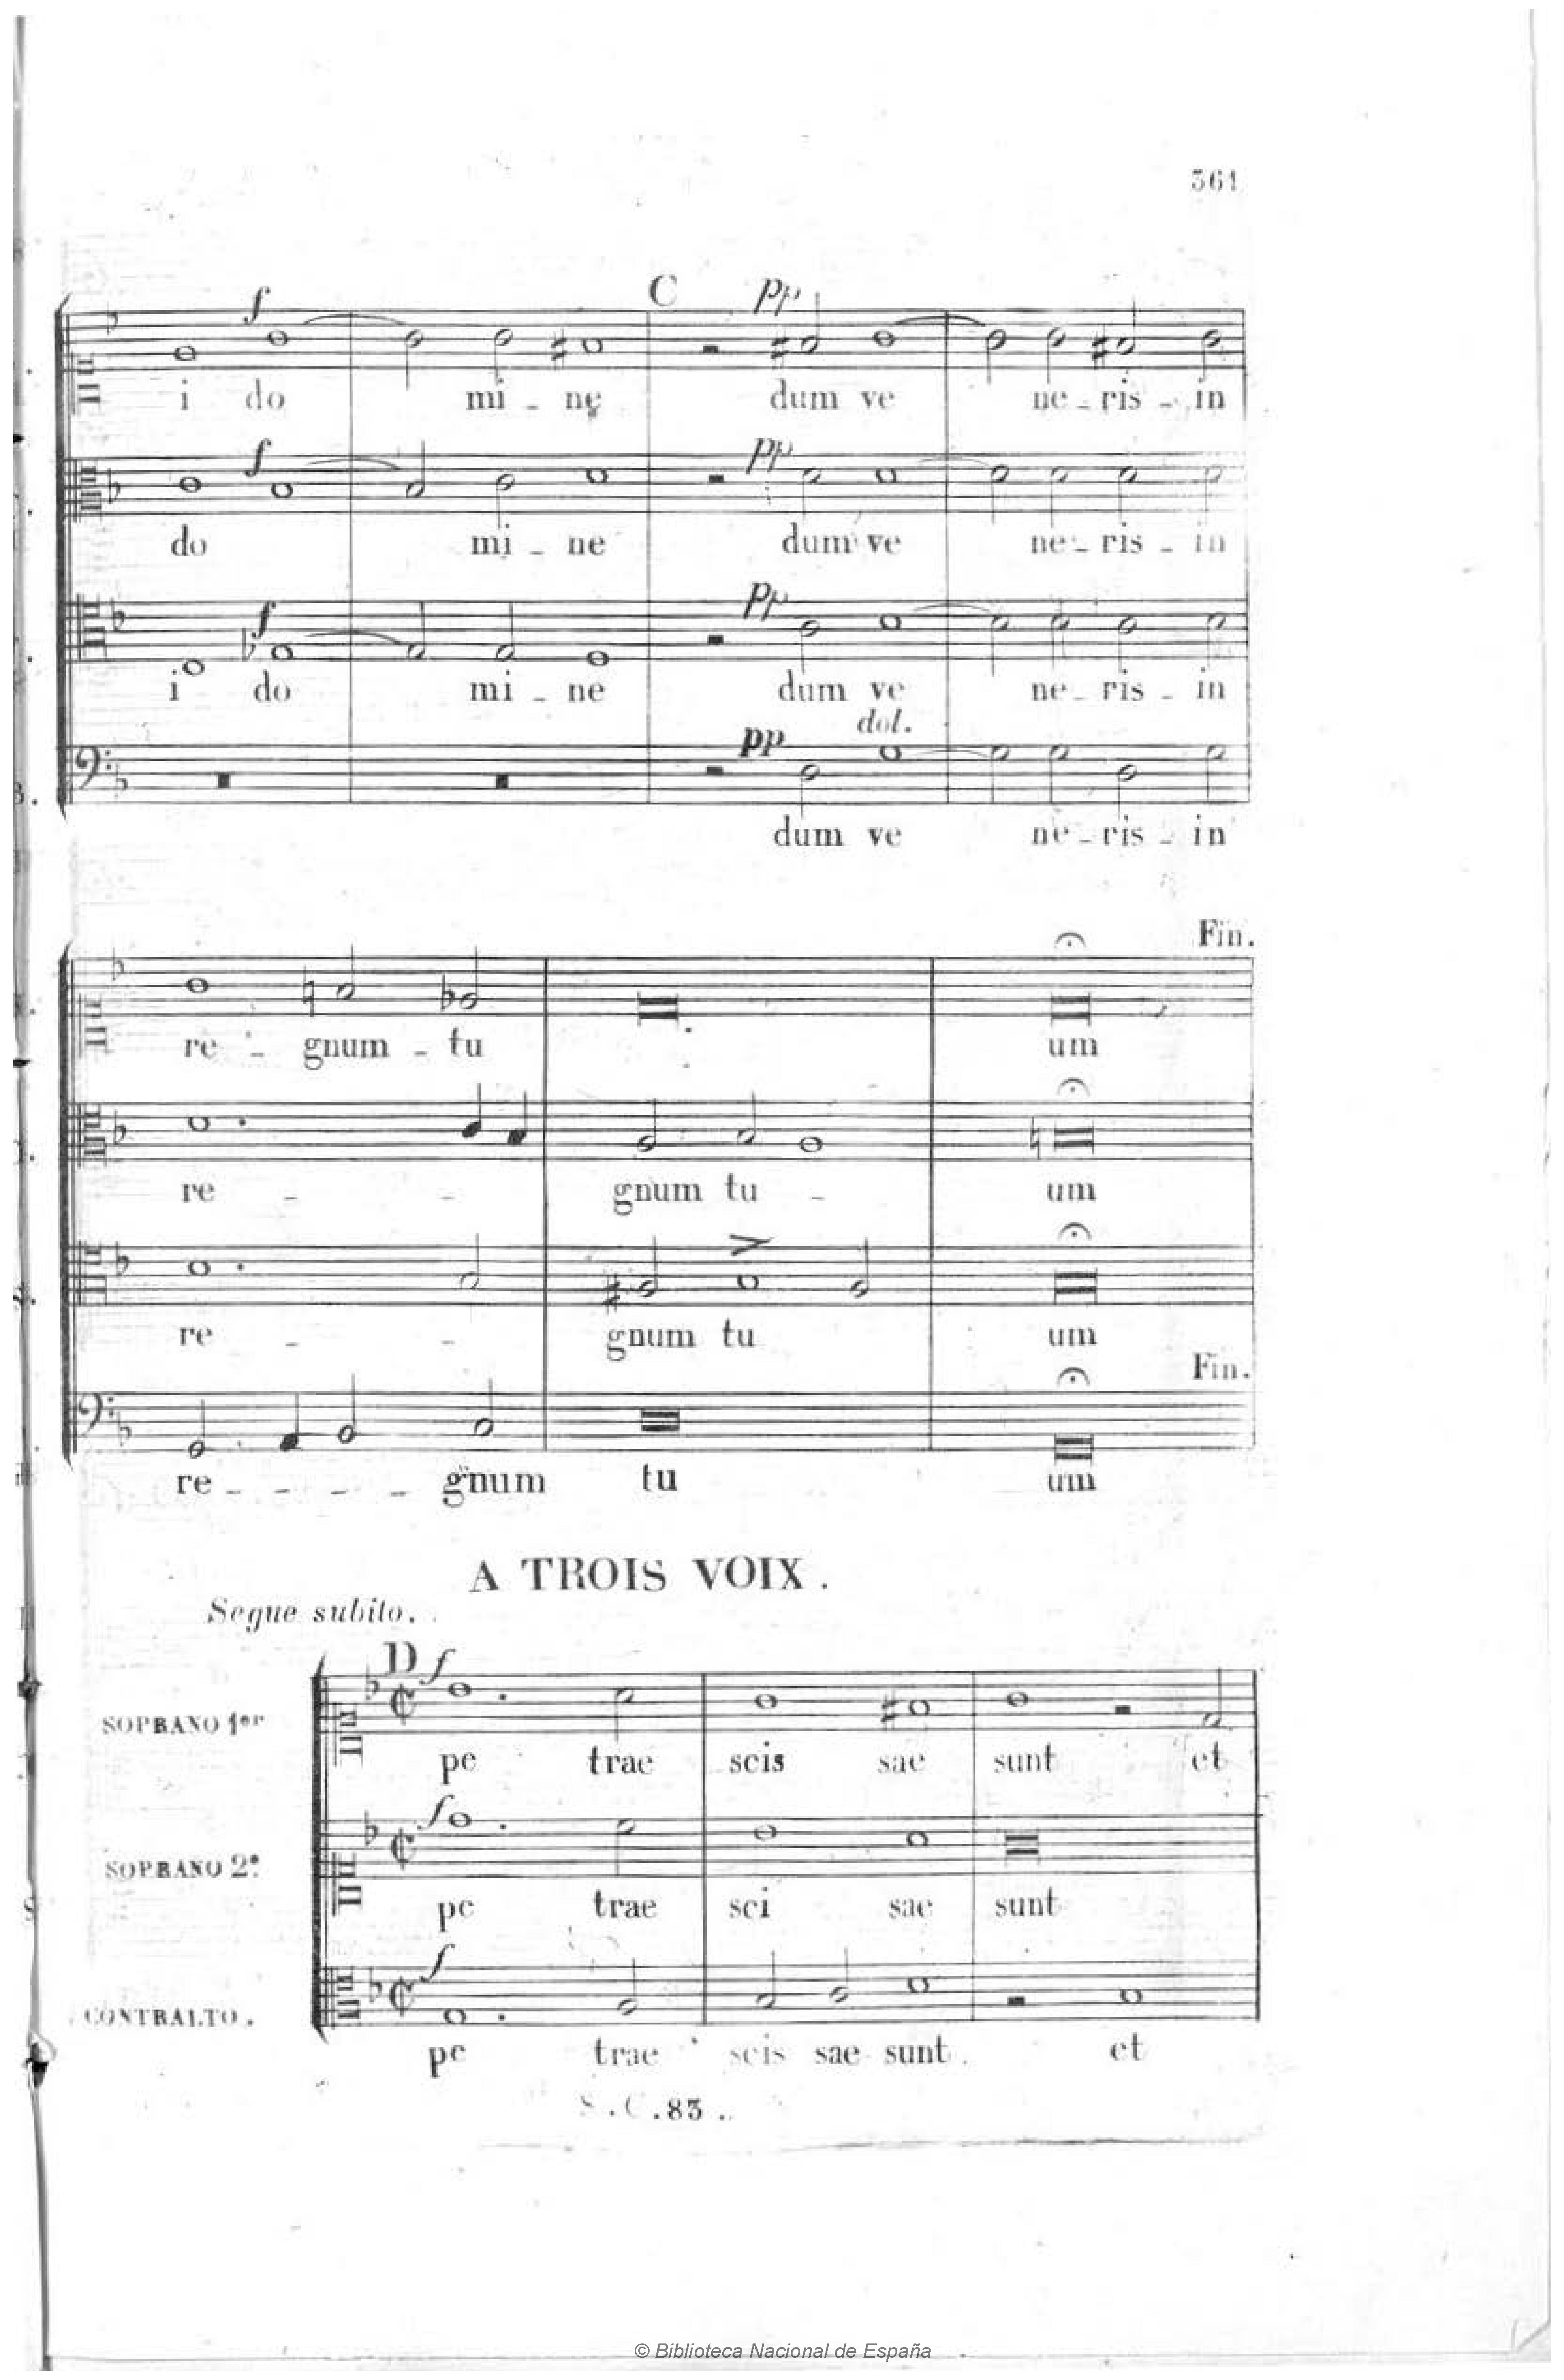 361
C
f pp
i do mi - ne dum ve ne - ris - in
f pp
do mi - ne dum ve ne - ris - in
f pp
i do mi - ne dum ve ne - ris - in
pp dol.
B.
dum ve ne - ris - in
Fin.
re - gnum - tu um
re - - gnum tu - um
re - - gnum tu um
Fin.
re - - - - gnum tu um
A TROIS VOIX.
Segue subito.
D f
SOPRANO 1er
pe trae scis sae sunt et
f
SOPRANO 2e
pe trae sci sae sunt
f
CONTRALTO.
pe trae scis sae sunt. et
S.C.83.
© Biblioteca Nacional de España